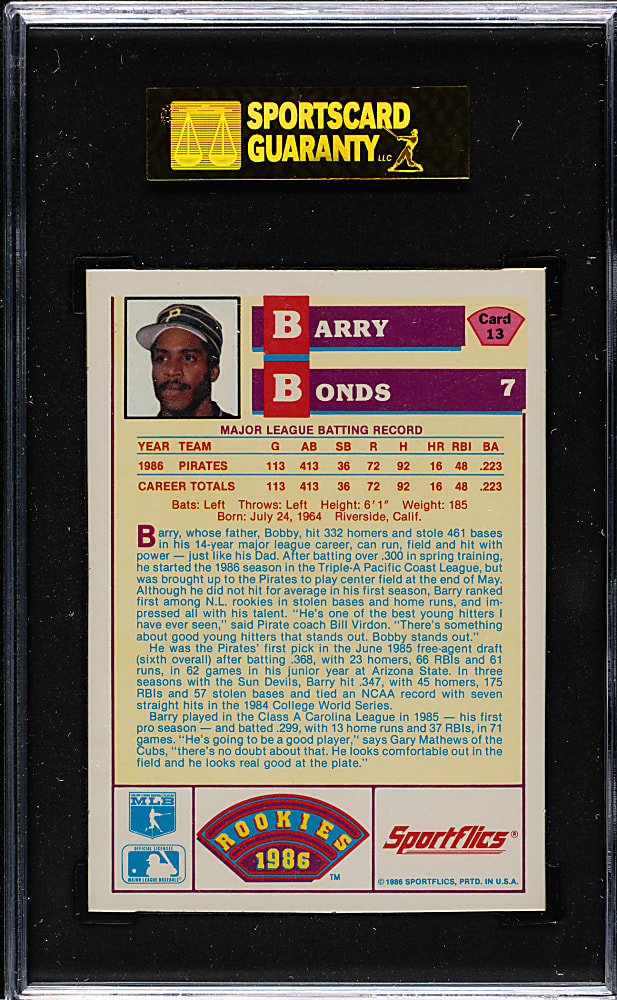 SPORTSCARD
GUARANTY LLC
BARRY
Card
13
BONDS
7
MAJOR LEAGUE BATTING RECORD
YEAR TEAM G AB SB R H HR RBI BA
1986 PIRATES 113 413 36 72 92 16 48 .223
CAREER TOTALS 113 413 36 72 92 16 48 .223
Bats: Left Throws: Left Height: 6'1" Weight: 185
Born: July 24, 1964 Riverside, Calif.
Barry, whose father, Bobby, hit 332 homers and stole 461 bases
in his 14-year major league career, can run, field and hit with
power — just like his Dad. After batting over .300 in spring training,
he started the 1986 season in the Triple-A Pacific Coast League, but
was brought up to the Pirates to play center field at the end of May.
Although he did not hit for average in his first season, Barry ranked
first among N.L. rookies in stolen bases and home runs, and im-
pressed all with his talent. "He's one of the best young hitters I
have ever seen," said Pirate coach Bill Virdon. "There's something
about good young hitters that stands out. Bobby stands out."
He was the Pirates' first pick in the June 1985 free-agent draft
(sixth overall) after batting .368, with 23 homers, 66 RBIs and 61
runs, in 62 games in his junior year at Arizona State. In three
seasons with the Sun Devils, Barry hit .347, with 45 homers, 175
RBIs and 57 stolen bases and tied an NCAA record with seven
straight hits in the 1984 College World Series.
Barry played in the Class A Carolina League in 1985 — his first
pro season — and batted .299, with 13 home runs and 37 RBIs, in 71
games. "He's going to be a good player," says Gary Mathews of the
Cubs, "there's no doubt about that. He looks comfortable out in the
field and he looks real good at the plate."
MLB
OFFICIAL LICENSEE
MAJOR LEAGUE BASEBALL
ROOKIES
1986
TM
Sportflics®
© 1986 SPORTFLICS, PRTD. IN U.S.A.